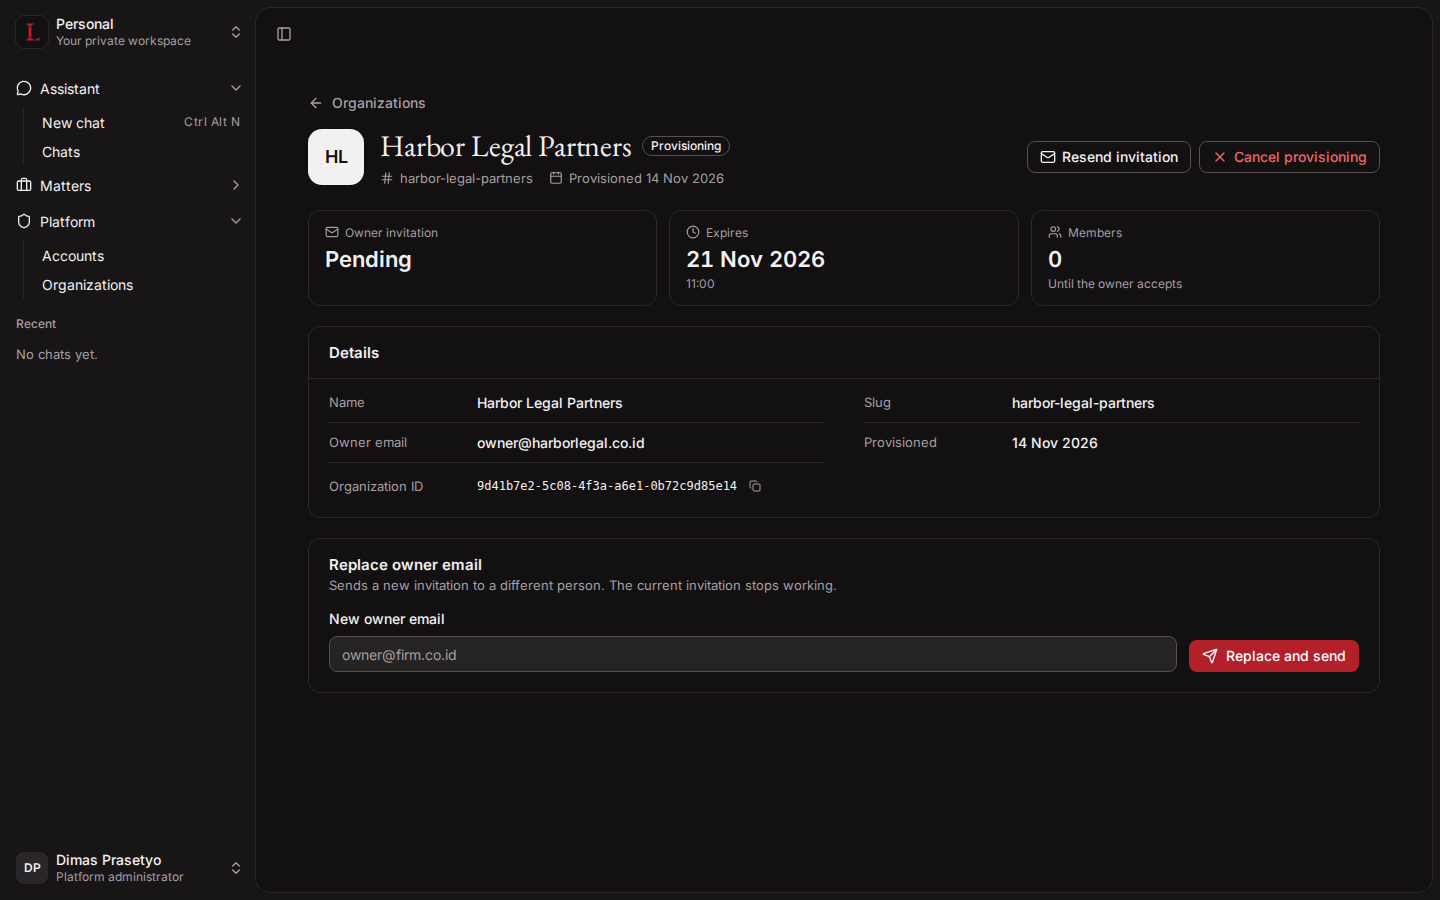 L
Personal
Your private workspace
Assistant
New chat
Ctrl Alt N
Chats
Matters
Platform
Accounts
Organizations
Recent
No chats yet.
DP
Dimas Prasetyo
Platform administrator
Organizations
HL
Harbor Legal Partners
Provisioning
harbor-legal-partners
Provisioned 14 Nov 2026
Resend invitation
Cancel provisioning
Owner invitation
Pending
Expires
21 Nov 2026
11:00
Members
0
Until the owner accepts
Details
Name
Harbor Legal Partners
Slug
harbor-legal-partners
Owner email
owner@harborlegal.co.id
Provisioned
14 Nov 2026
Organization ID
9d41b7e2-5c08-4f3a-a6e1-0b72c9d85e14
Replace owner email
Sends a new invitation to a different person. The current invitation stops working.
New owner email
owner@firm.co.id
Replace and send